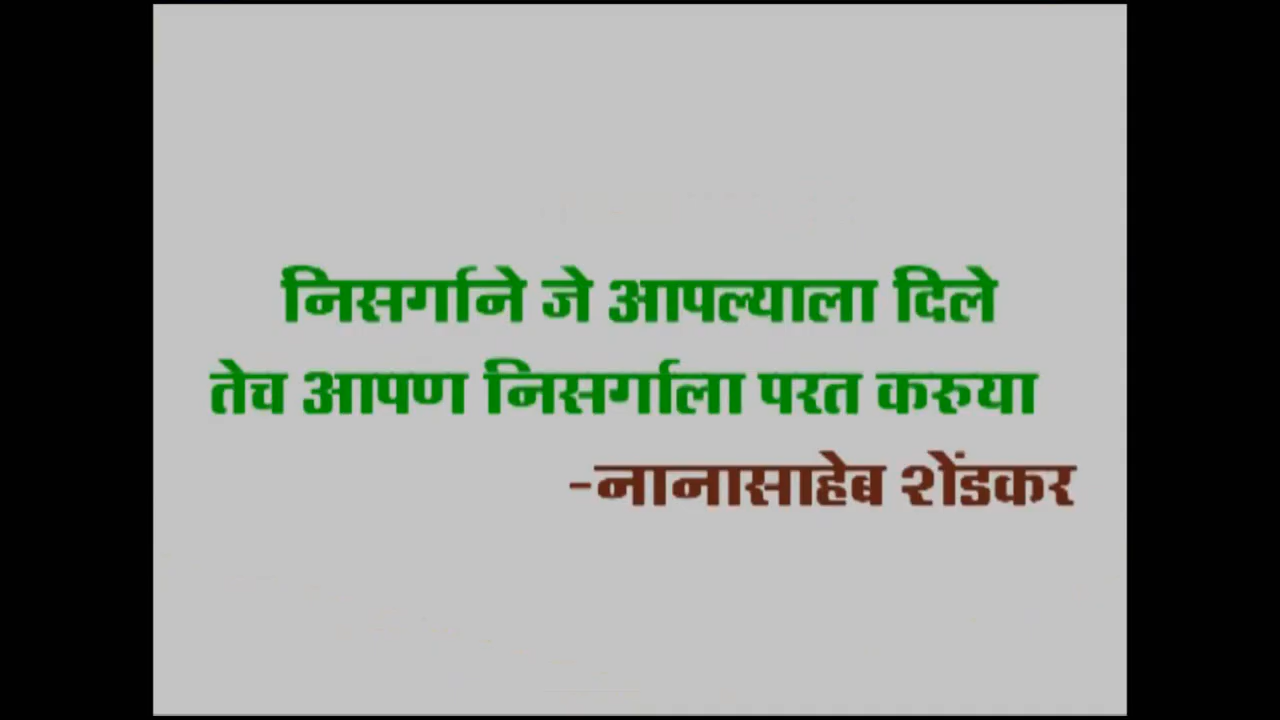 निसर्गाने जे आपल्याला दिले
तेच आपण निसर्गाला परत करुया
-नानासाहेब शेंडकर